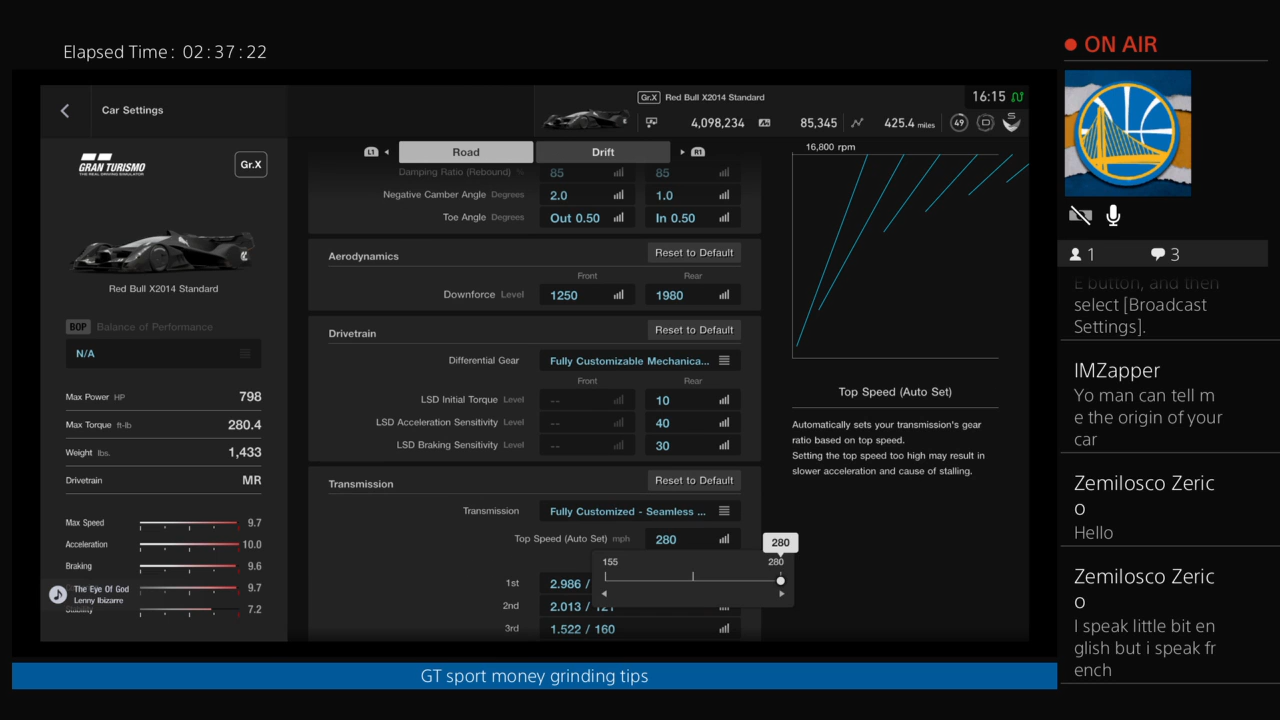 Elapsed Time: 02:37:22
ON AIR
Car Settings
Gr.X Red Bull X2014 Standard
16:15
4,098,234
85,345
425.4 miles
49
GRAN TURISMO
THE REAL DRIVING SIMULATOR
Gr.X
Red Bull X2014 Standard
BOP Balance of Performance
N/A
Max Power HP 798
Max Torque ft-lb 280.4
Weight lbs. 1,433
Drivetrain MR
Max Speed 9.7
Acceleration 10.0
Braking 9.6
9.7
Stability 7.2
The Eye Of God
Lenny Ibizarre
L1 Road Drift R1
Damping Ratio (Rebound) % 85 85
Negative Camber Angle Degrees 2.0 1.0
Toe Angle Degrees Out 0.50 In 0.50
Aerodynamics Reset to Default
Front Rear
Downforce Level 1250 1980
Drivetrain Reset to Default
Differential Gear Fully Customizable Mechanica...
Front Rear
LSD Initial Torque Level -- 10
LSD Acceleration Sensitivity Level -- 40
LSD Braking Sensitivity Level -- 30
Transmission Reset to Default
Transmission Fully Customized - Seamless ...
Top Speed (Auto Set) mph 280
280
155 280
1st 2.986 /
2nd 2.013 / 121
3rd 1.522 / 160
16,800 rpm
Top Speed (Auto Set)
Automatically sets your transmission's gear
ratio based on top speed.
Setting the top speed too high may result in
slower acceleration and cause of stalling.
1 3
E button, and then
select [Broadcast
Settings].
IMZapper
Yo man can tell m
e the origin of your
car
Zemilosco Zeric
o
Hello
Zemilosco Zeric
o
I speak little bit en
glish but i speak fr
ench
GT sport money grinding tips